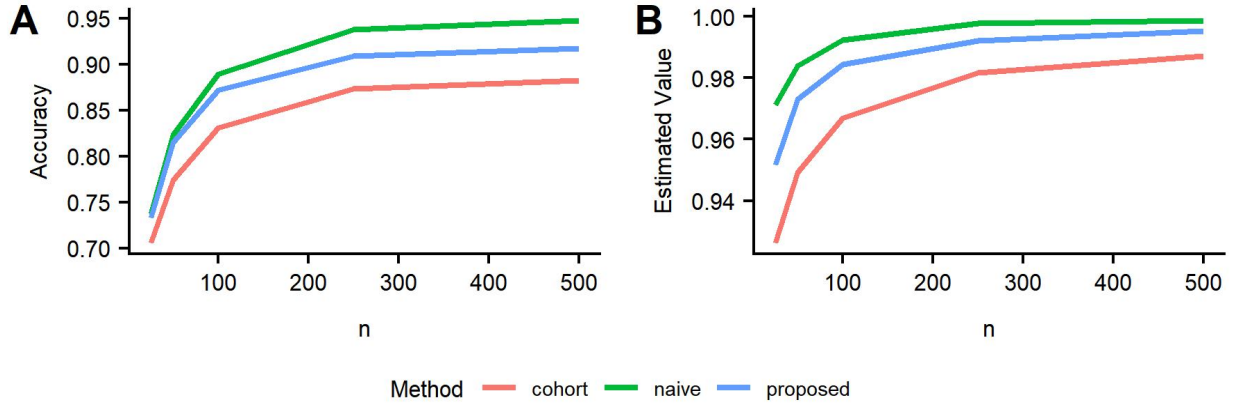 A
Accuracy
0.95
0.90
0.85
0.80
0.75
0.70
100 200 300 400 500
n
B
Estimated Value
1.00
0.98
0.96
0.94
100 200 300 400 500
n
Method cohort naive proposed